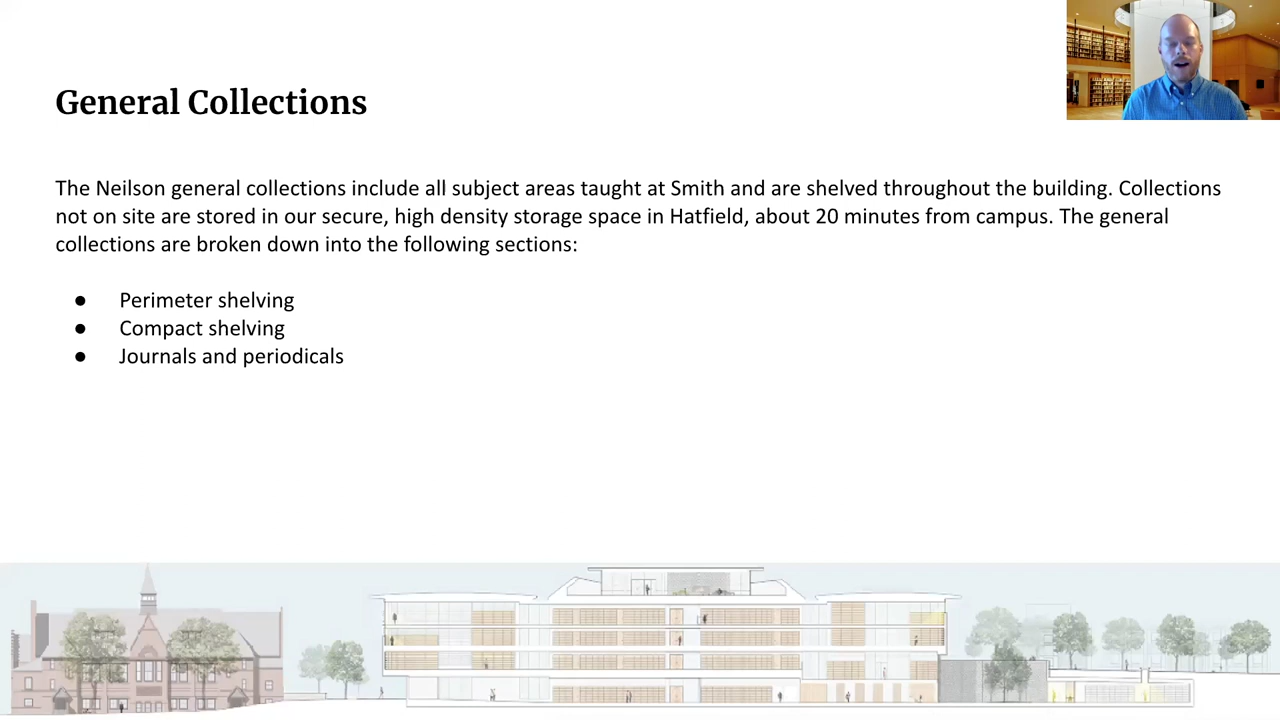 General Collections
The Neilson general collections include all subject areas taught at Smith and are shelved throughout the building. Collections
not on site are stored in our secure, high density storage space in Hatfield, about 20 minutes from campus. The general
collections are broken down into the following sections:
● Perimeter shelving
● Compact shelving
● Journals and periodicals